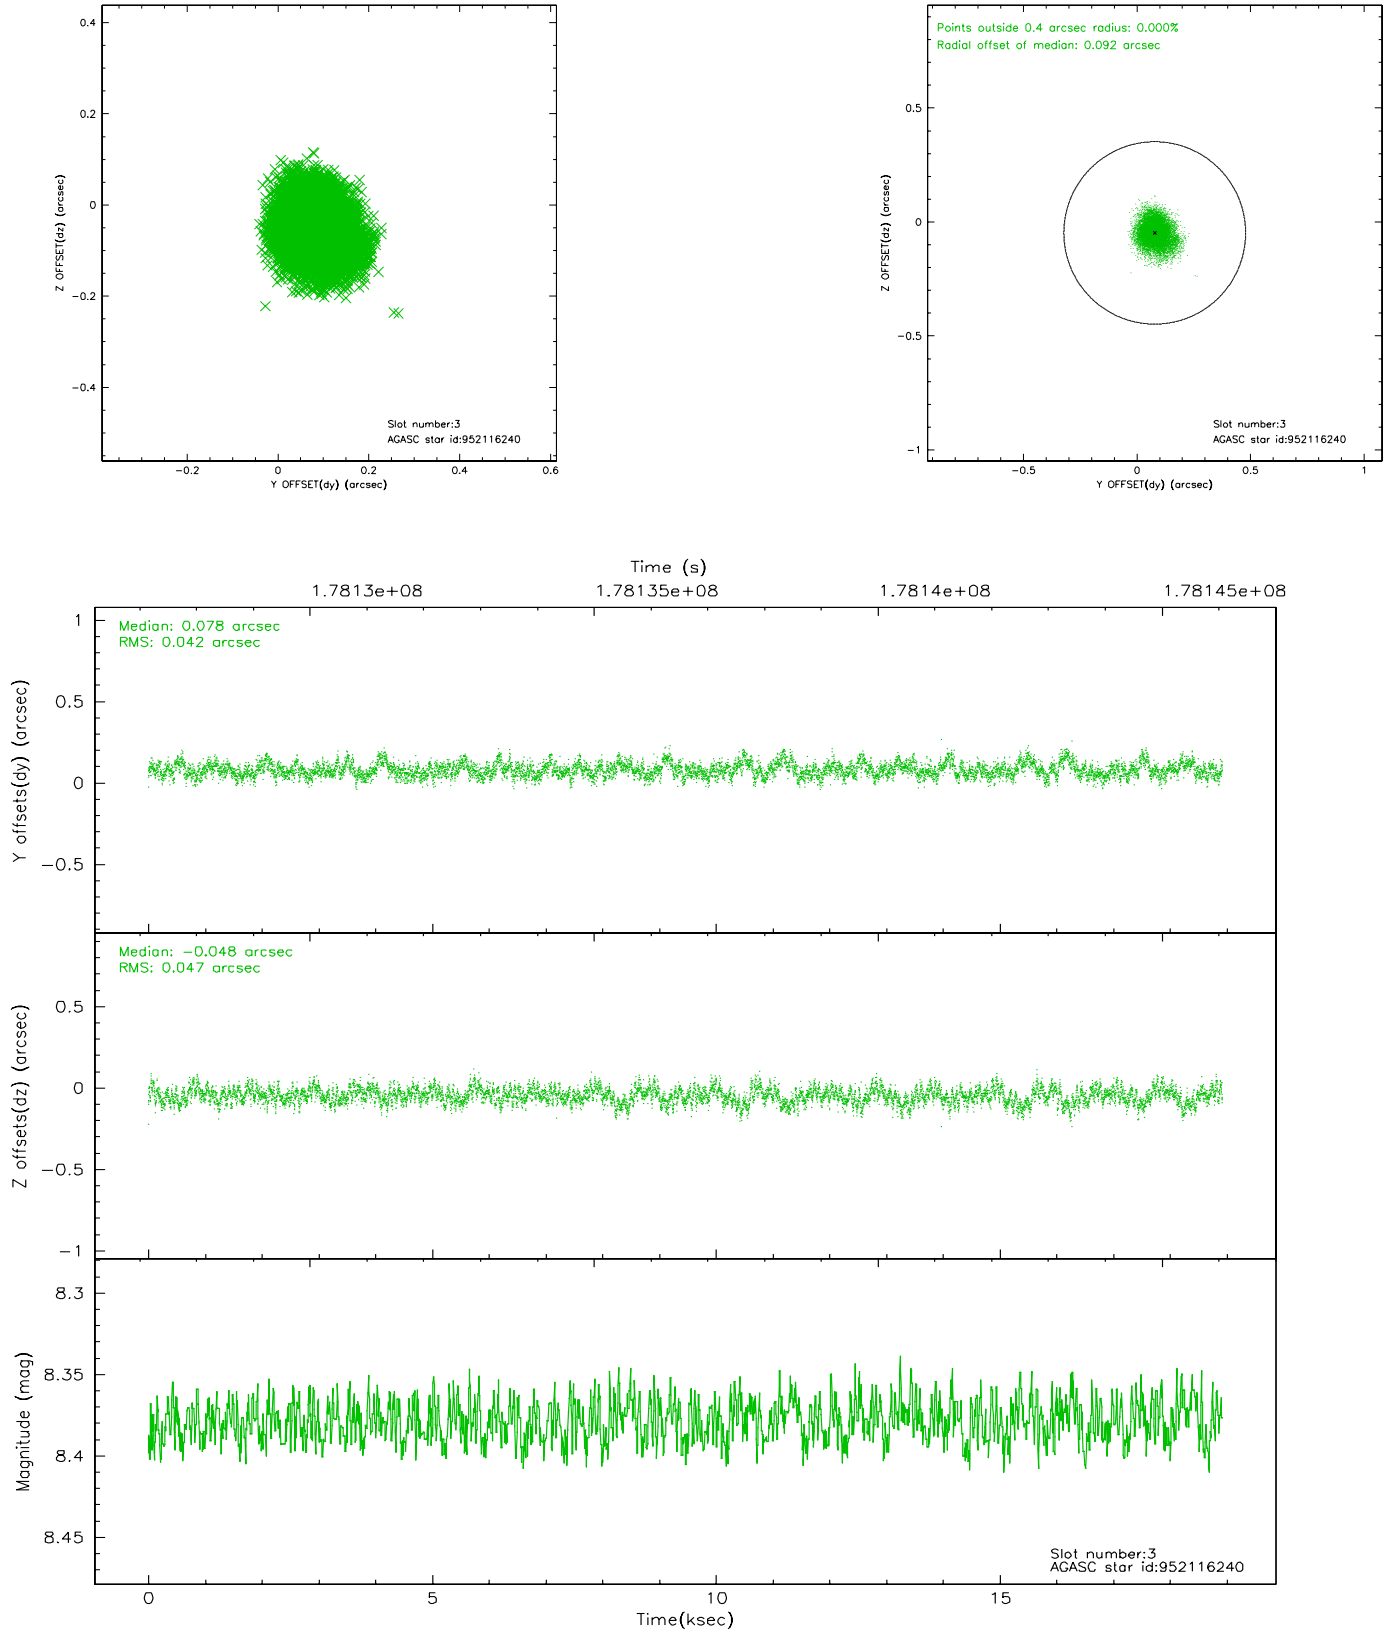 0.4
0.2
0
−0.2
−0.4
Z OFFSET(dz) (arcsec)
Slot number:3
AGASC star id:952116240
−0.2 0 0.2 0.4 0.6
Y OFFSET(dy) (arcsec)
Points outside 0.4 arcsec radius: 0.000%
Radial offset of median: 0.092 arcsec
0.5
0
−0.5
−1
Z OFFSET(dz) (arcsec)
Slot number:3
AGASC star id:952116240
−0.5 0 0.5 1
Y OFFSET(dy) (arcsec)
Time (s)
1.7813e+08 1.78135e+08 1.7814e+08 1.78145e+08
Median: 0.078 arcsec
RMS: 0.042 arcsec
1
0.5
0
−0.5
Y offsets(dy) (arcsec)
Median: −0.048 arcsec
RMS: 0.047 arcsec
0.5
0
−0.5
−1
Z offsets(dz) (arcsec)
8.3
8.35
8.4
8.45
Magnitude (mag)
Slot number:3
AGASC star id:952116240
0 5 10 15
Time(ksec)